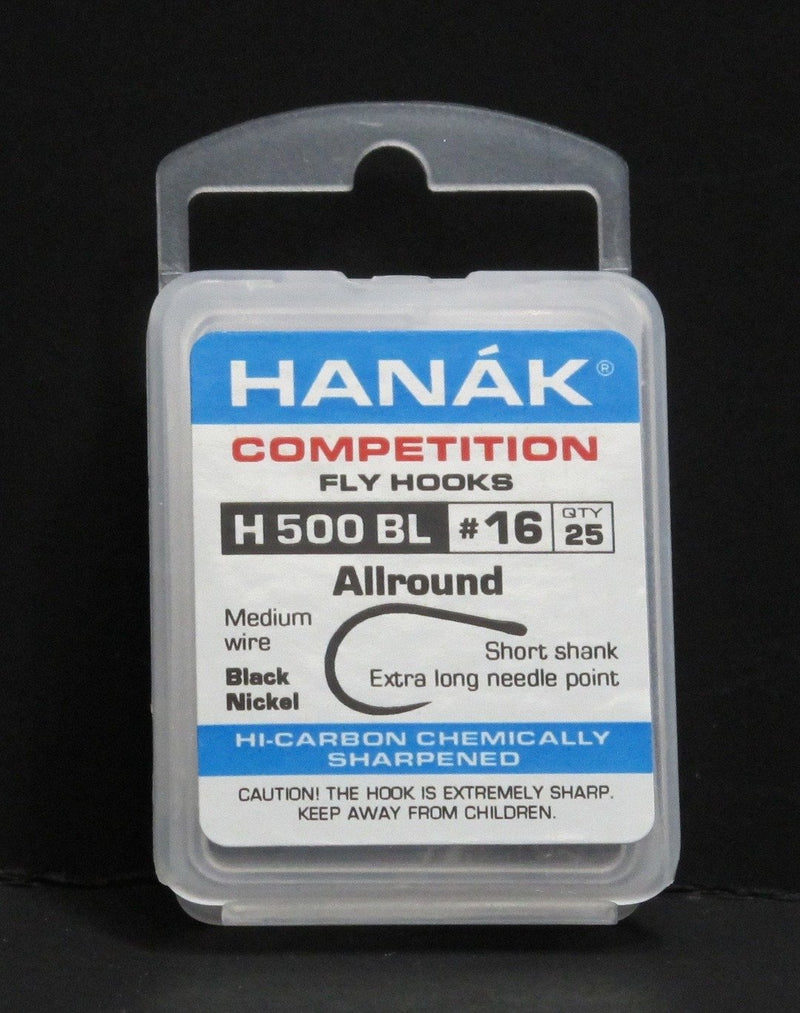 HANÁK®
COMPETITION
FLY HOOKS
H 500 BL #16 QTY 25
Allround
Medium
wire
Short shank
Black
Nickel
Extra long needle point
HI-CARBON CHEMICALLY
SHARPENED
CAUTION! THE HOOK IS EXTREMELY SHARP.
KEEP AWAY FROM CHILDREN.